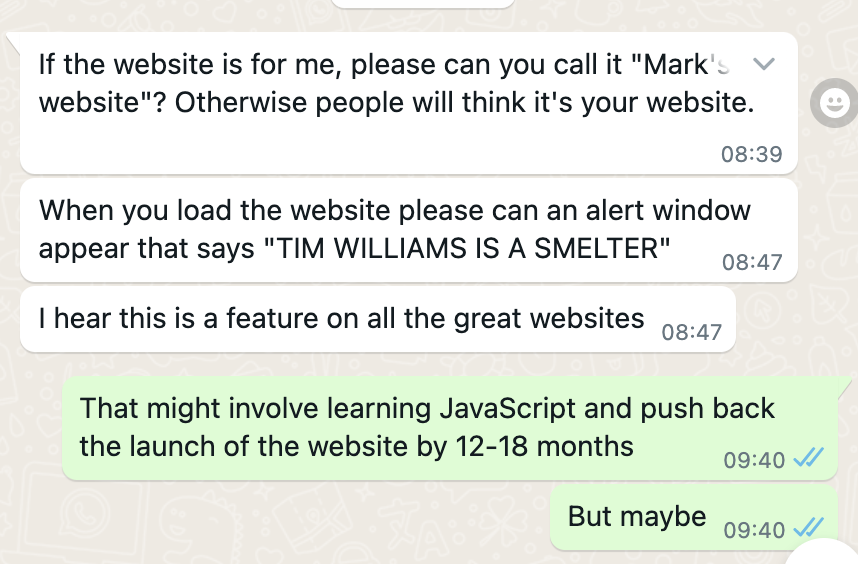 If the website is for me, please can you call it "Mark's
website"? Otherwise people will think it's your website.
08:39
When you load the website please can an alert window
appear that says "TIM WILLIAMS IS A SMELTER"
08:47
I hear this is a feature on all the great websites
08:47
That might involve learning JavaScript and push back
the launch of the website by 12-18 months
09:40
But maybe
09:40